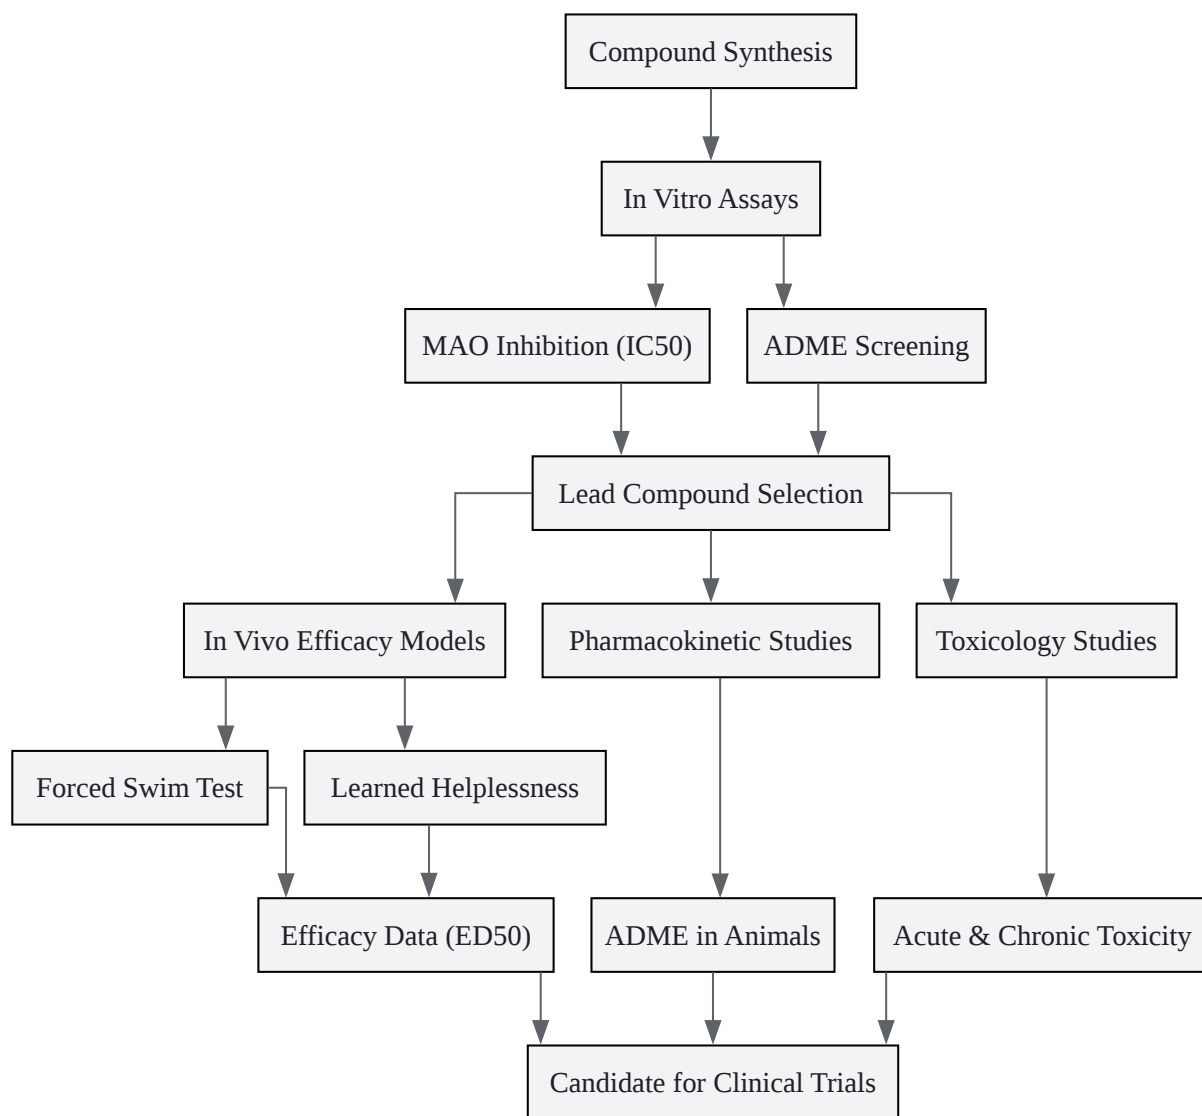 Compound Synthesis
In Vitro Assays
MAO Inhibition (IC50)
ADME Screening
Lead Compound Selection
In Vivo Efficacy Models
Pharmacokinetic Studies
Toxicology Studies
Forced Swim Test
Learned Helplessness
Efficacy Data (ED50)
ADME in Animals
Acute & Chronic Toxicity
Candidate for Clinical Trials